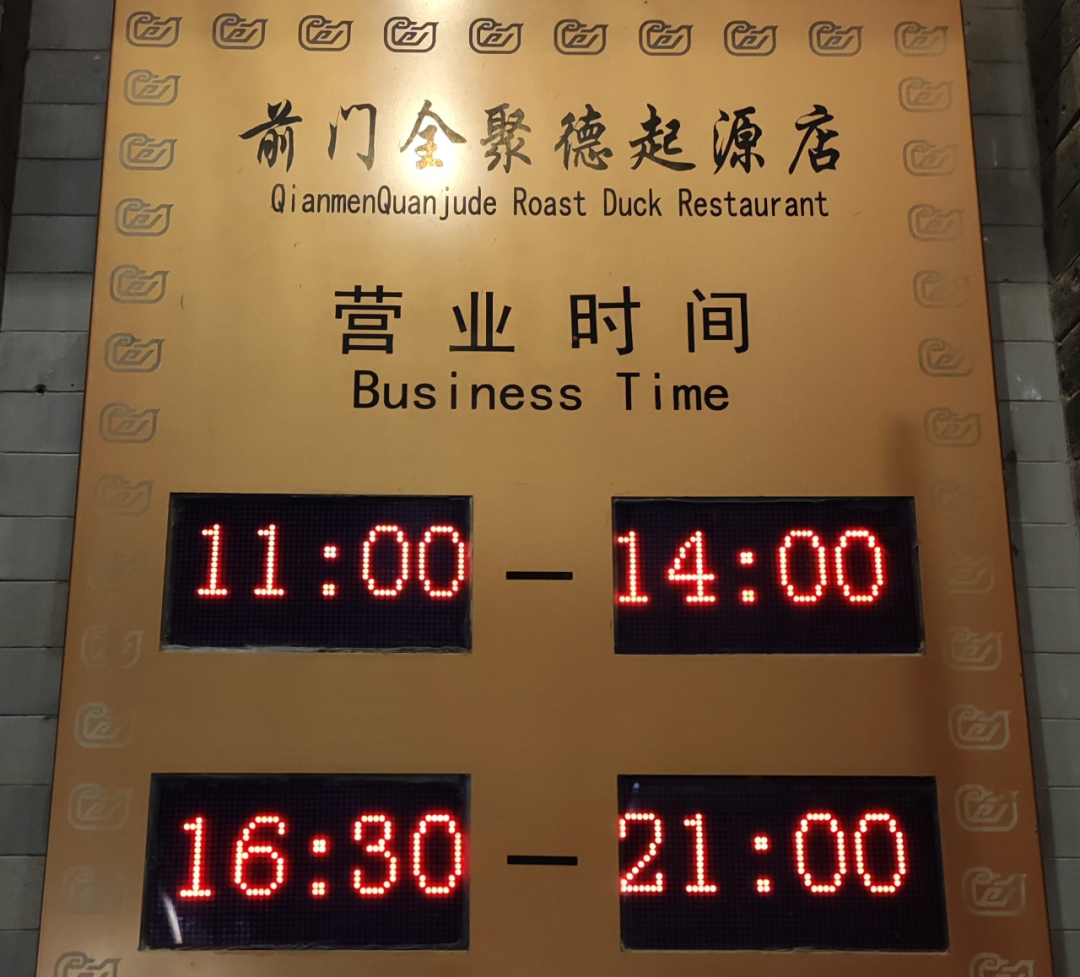 前门全聚德起源店
QianmenQuanjude Roast Duck Restaurant
营业时间
Business Time
11:00 — 14:00
16:30 — 21:00